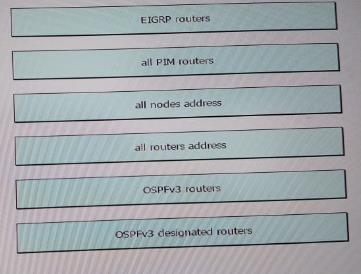 EIGRP routers
all PIM routers
all nodes address
all routers address
OSPFv3 routers
OSPFv3 designated routers